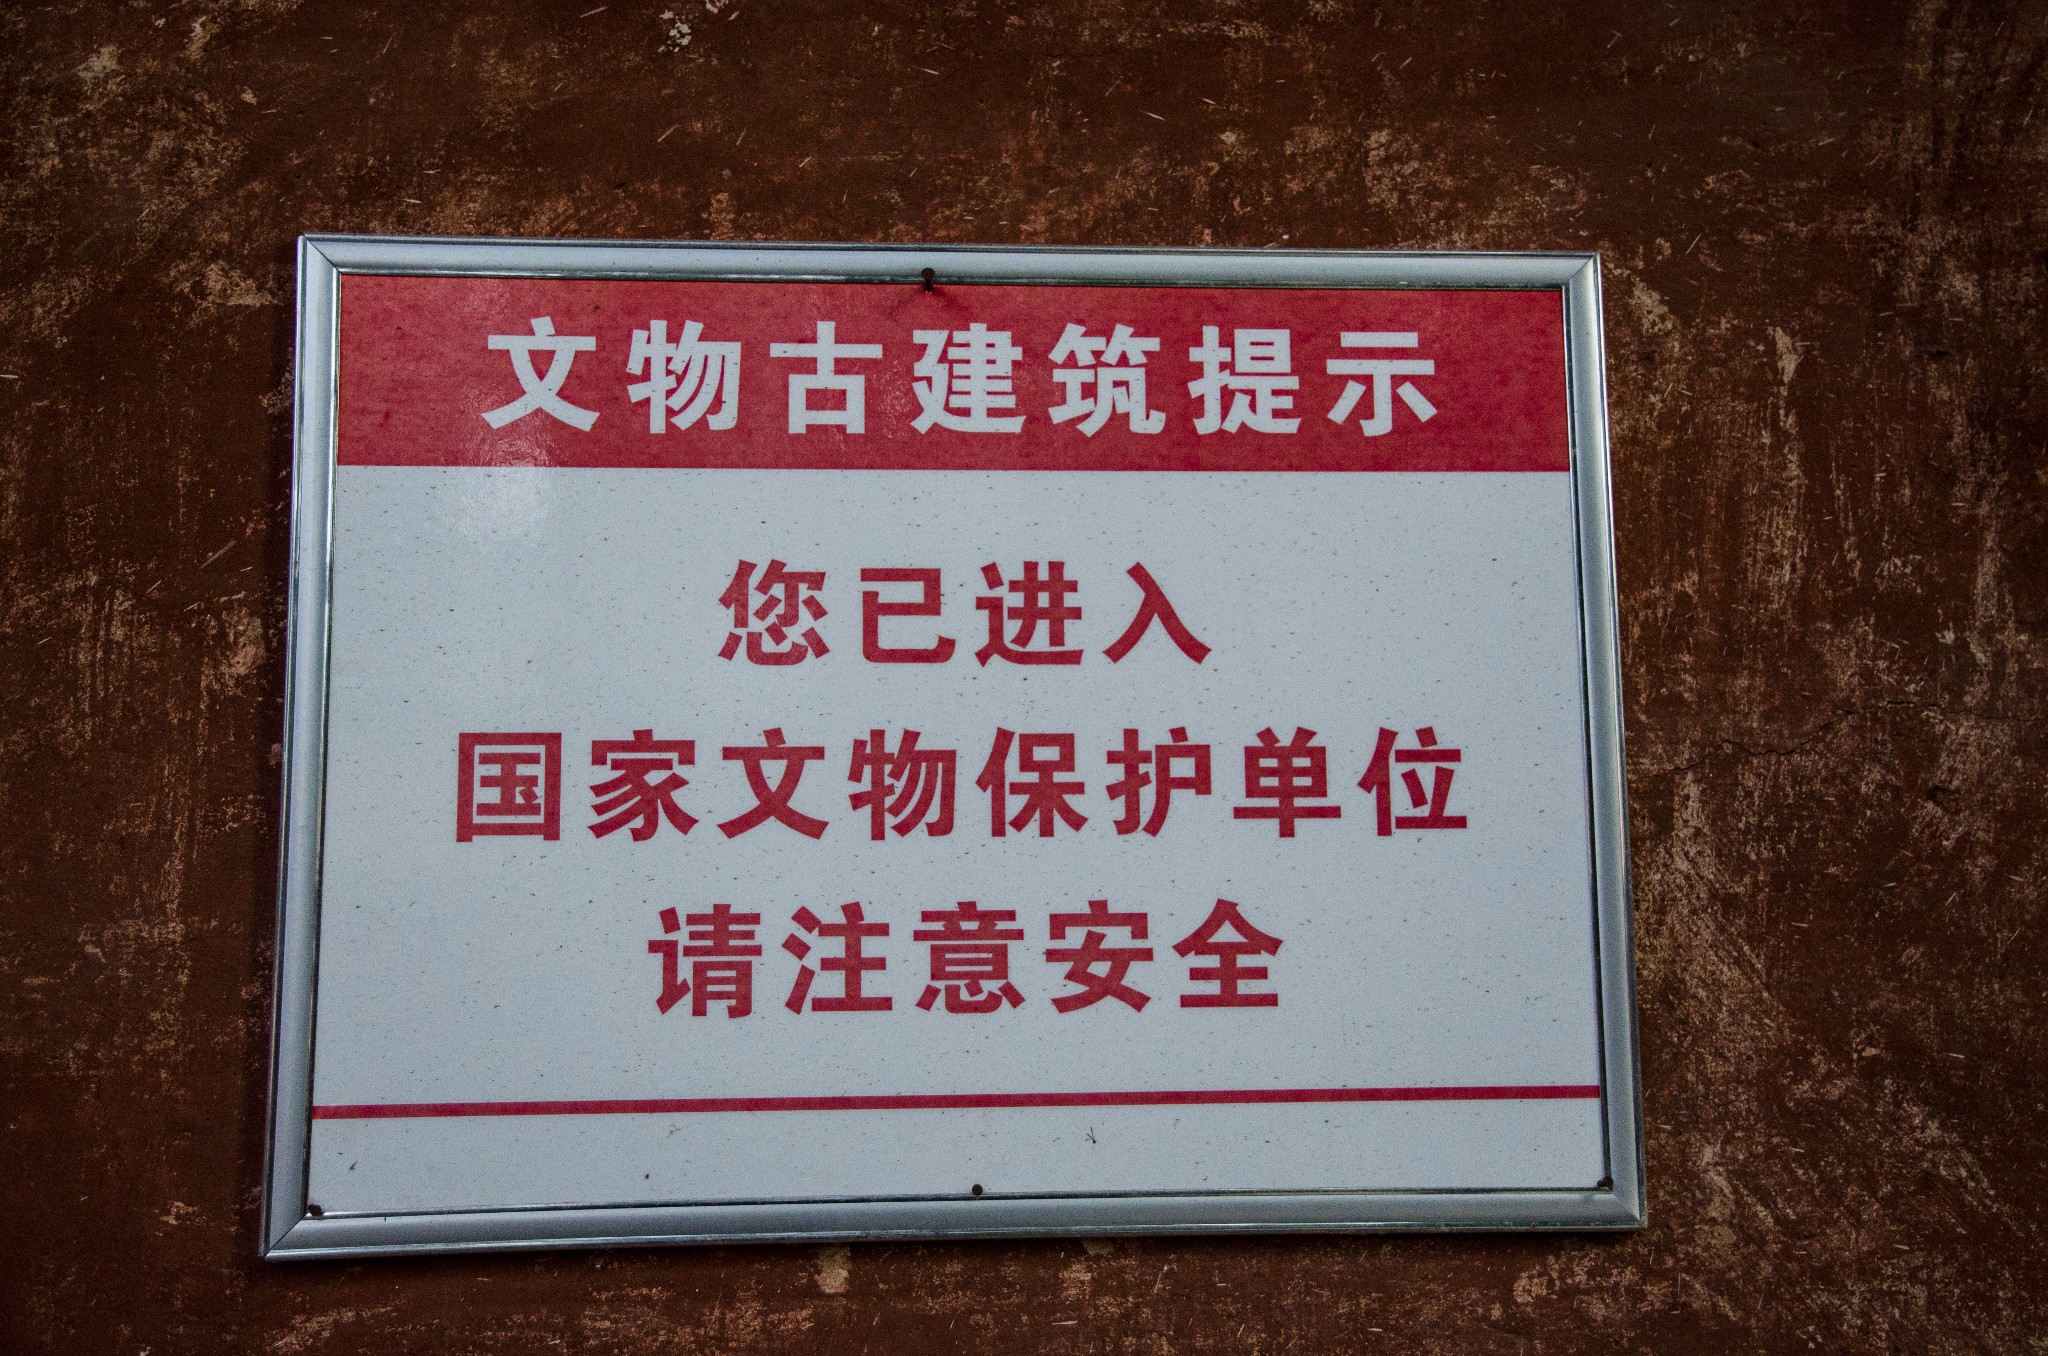 文物古建筑提示
您已进入
国家文物保护单位
请注意安全